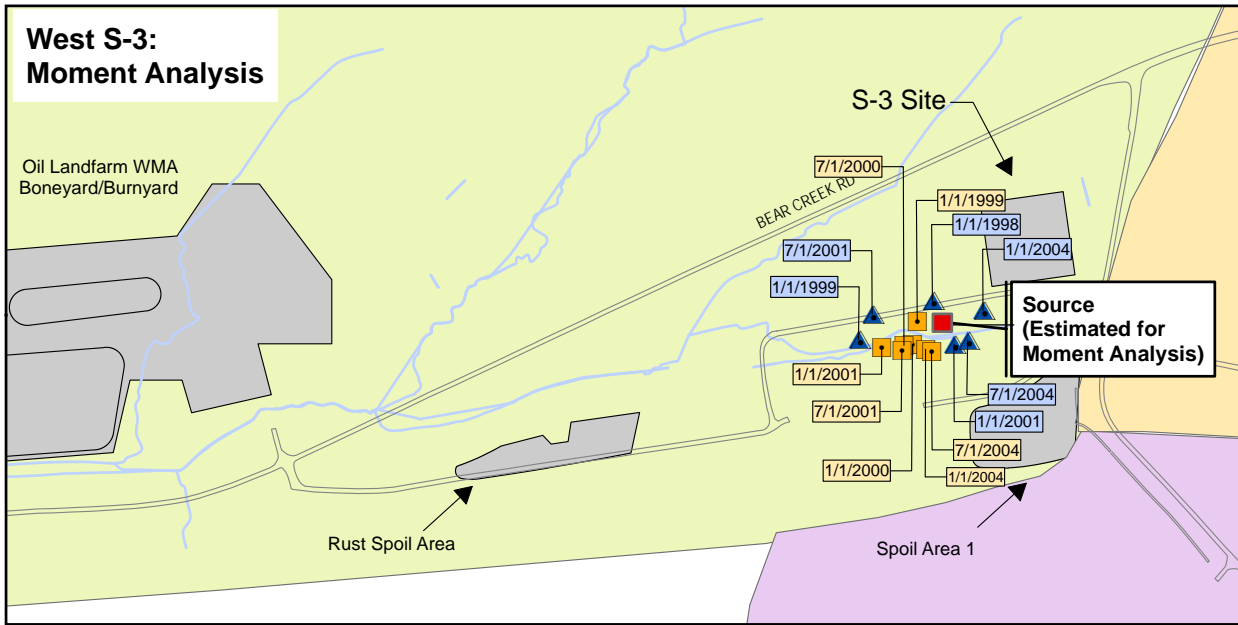 West S-3:
Moment Analysis
S-3 Site
Oil Landfarm WMA
Boneyard/Burnyard
7/1/2000
BEAR CREEK RD
1/1/1999
1/1/1998
7/1/2001
1/1/2004
1/1/1999
Source
(Estimated for
Moment Analysis)
1/1/2001
7/1/2004
7/1/2001
1/1/2001
7/1/2004
1/1/2000
1/1/2004
Rust Spoil Area
Spoil Area 1